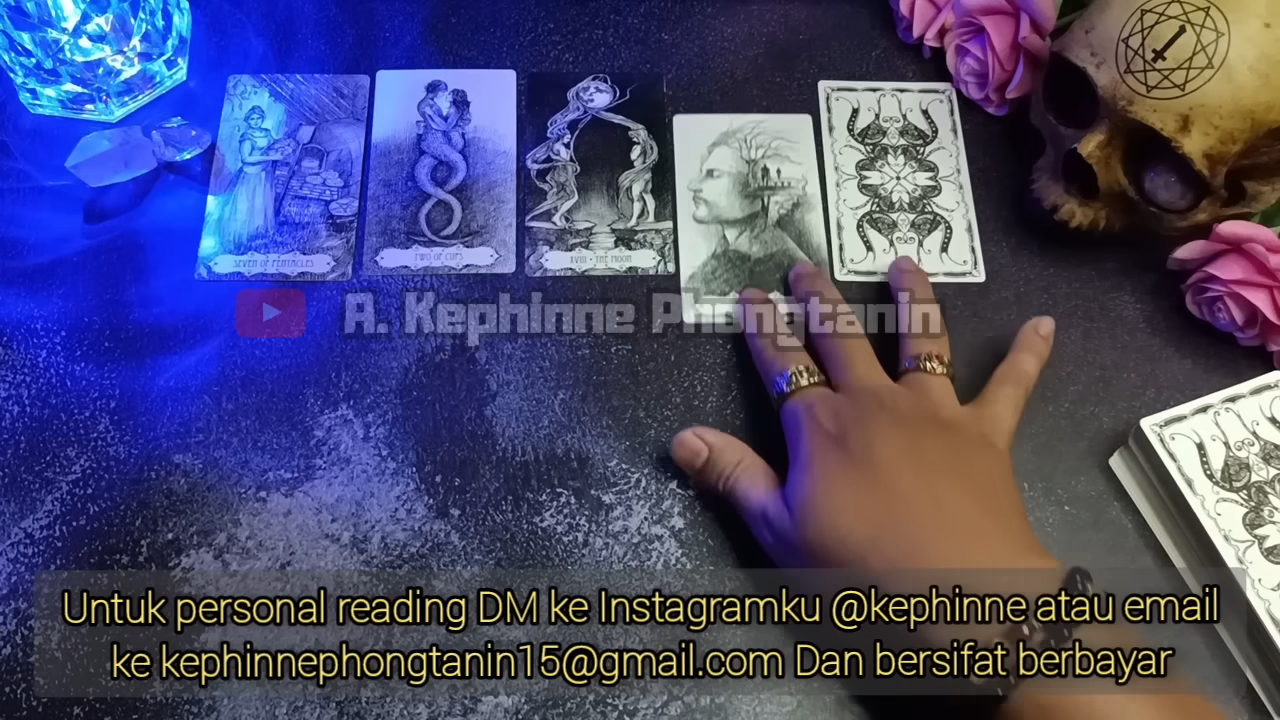 SEVEN OF PENTACLES
TWO OF CUPS
XVIII • THE MOON
A. Kephinne Phongtanin
Untuk personal reading DM ke Instagramku @kephinne atau email
ke kephinnephongtanin15@gmail.com Dan bersifat berbayar